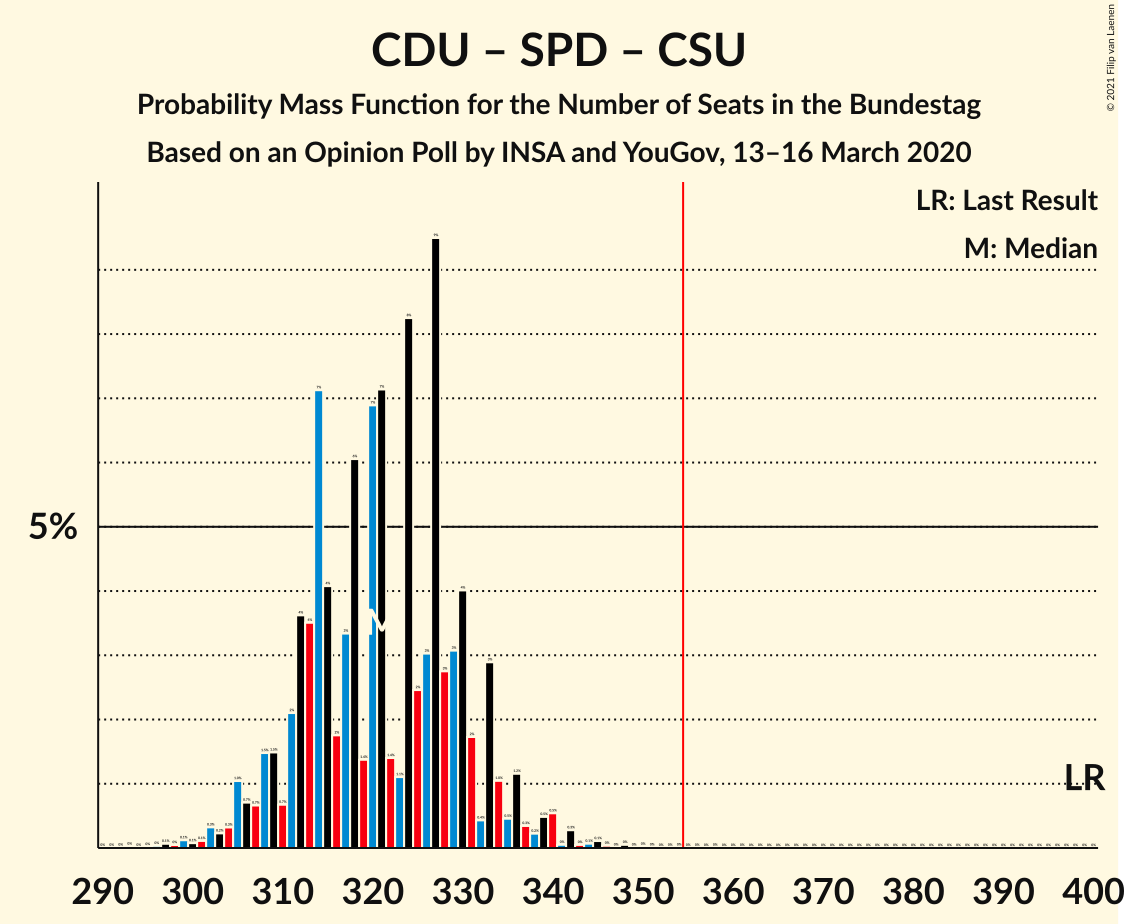 CDU – SPD – CSU
Probability Mass Function for the Number of Seats in the Bundestag
Based on an Opinion Poll by INSA and YouGov, 13–16 March 2020
© 2021 Filip van Laenen
LR: Last Result
M: Median
5%
M
LR
290 300 310 320 330 340 350 360 370 380 390 400